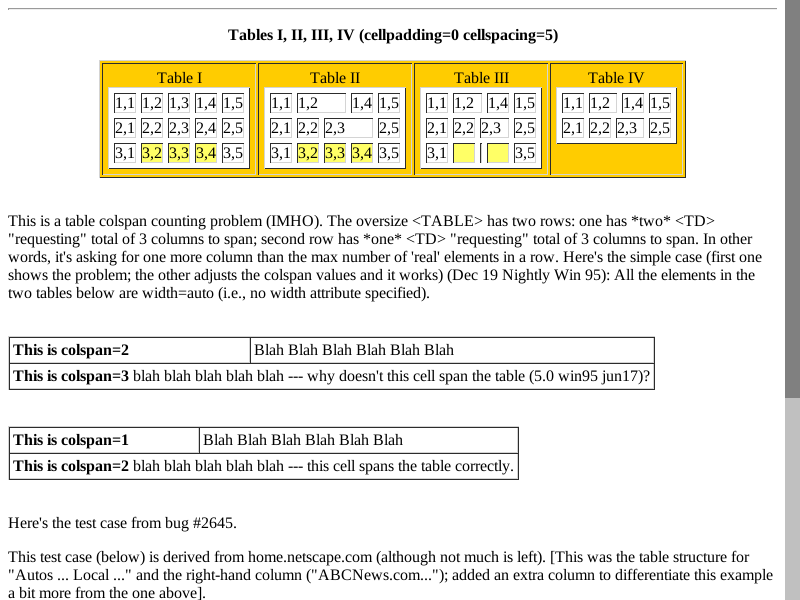 Tables I, II, III, IV (cellpadding=0 cellspacing=5)
Table I Table II Table III Table IV
1,1 1,2 1,3 1,4 1,5 1,1 1,2 1,4 1,5 1,1 1,2 1,4 1,5 1,1 1,2 1,4 1,5
2,1 2,2 2,3 2,4 2,5 2,1 2,2 2,3 2,5 2,1 2,2 2,3 2,5 2,1 2,2 2,3 2,5
3,1 3,2 3,3 3,4 3,5 3,1 3,2 3,3 3,4 3,5 3,1 3,5
This is a table colspan counting problem (IMHO). The oversize <TABLE> has two rows: one has *two* <TD>
"requesting" total of 3 columns to span; second row has *one* <TD> "requesting" total of 3 columns to span. In other
words, it's asking for one more column than the max number of 'real' elements in a row. Here's the simple case (first one
shows the problem; the other adjusts the colspan values and it works) (Dec 19 Nightly Win 95): All the elements in the
two tables below are width=auto (i.e., no width attribute specified).
This is colspan=2 Blah Blah Blah Blah Blah Blah
This is colspan=3 blah blah blah blah blah --- why doesn't this cell span the table (5.0 win95 jun17)?
This is colspan=1 Blah Blah Blah Blah Blah Blah
This is colspan=2 blah blah blah blah blah --- this cell spans the table correctly.
Here's the test case from bug #2645.
This test case (below) is derived from home.netscape.com (although not much is left). [This was the table structure for
"Autos ... Local ..." and the right-hand column ("ABCNews.com..."); added an extra column to differentiate this example
a bit more from the one above].